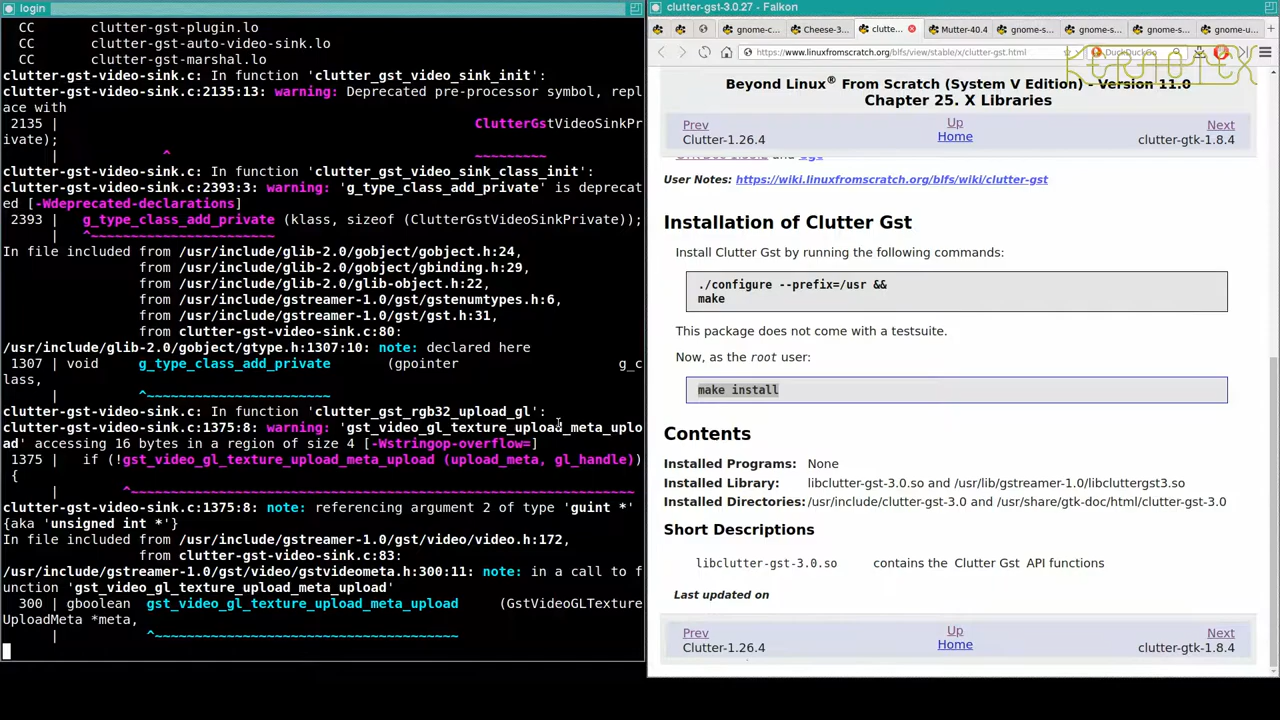 login
CC clutter-gst-plugin.lo
CC clutter-gst-auto-video-sink.lo
CC clutter-gst-marshal.lo
clutter-gst-video-sink.c: In function 'clutter_gst_video_sink_init':
clutter-gst-video-sink.c:2135:13: warning: Deprecated pre-processor symbol, repl
ace with
2135 | ClutterGstVideoSinkPr
ivate);
| ^ ~~~~~~~~~
clutter-gst-video-sink.c: In function 'clutter_gst_video_sink_class_init':
clutter-gst-video-sink.c:2393:3: warning: 'g_type_class_add_private' is deprecat
ed [-Wdeprecated-declarations]
2393 | g_type_class_add_private (klass, sizeof (ClutterGstVideoSinkPrivate));
| ^~~~~~~~~~~~~~~~~~~~~~~~
In file included from /usr/include/glib-2.0/gobject/gobject.h:24,
from /usr/include/glib-2.0/gobject/gbinding.h:29,
from /usr/include/glib-2.0/glib-object.h:22,
from /usr/include/gstreamer-1.0/gst/gstenumtypes.h:6,
from /usr/include/gstreamer-1.0/gst/gst.h:31,
from clutter-gst-video-sink.c:80:
/usr/include/glib-2.0/gobject/gtype.h:1307:10: note: declared here
1307 | void g_type_class_add_private (gpointer g_c
lass,
| ^~~~~~~~~~~~~~~~~~~~~~~~
clutter-gst-video-sink.c: In function 'clutter_gst_rgb32_upload_gl':
clutter-gst-video-sink.c:1375:8: warning: 'gst_video_gl_texture_upload_meta_uplo
ad' accessing 16 bytes in a region of size 4 [-Wstringop-overflow=]
1375 | if (!gst_video_gl_texture_upload_meta_upload (upload_meta, gl_handle))
{
| ^~~~~~~~~~~~~~~~~~~~~~~~~~~~~~~~~~~~~~~~~~~~~~~~~~~~~~~~~~~~~~~~
clutter-gst-video-sink.c:1375:8: note: referencing argument 2 of type 'guint *'
{aka 'unsigned int *'}
In file included from /usr/include/gstreamer-1.0/gst/video/video.h:172,
from clutter-gst-video-sink.c:83:
/usr/include/gstreamer-1.0/gst/video/gstvideometa.h:300:11: note: in a call to f
unction 'gst_video_gl_texture_upload_meta_upload'
300 | gboolean gst_video_gl_texture_upload_meta_upload (GstVideoGLTexture
UploadMeta *meta,
| ^~~~~~~~~~~~~~~~~~~~~~~~~~~~~~~~~~~~~~~
clutter-gst-3.0.27 - Falkon
gnome-c... Cheese-3... clutte... Mutter-40.4 gnome-s... gnome-s... gnome-s... gnome-u...
https://www.linuxfromscratch.org/blfs/view/stable/x/clutter-gst.html DuckDuckGo
KERNOTEX
Beyond Linux® From Scratch (System V Edition) - Version 11.0
Chapter 25. X Libraries
Prev Up Next
Clutter-1.26.4 Home clutter-gtk-1.8.4
User Notes: https://wiki.linuxfromscratch.org/blfs/wiki/clutter-gst
Installation of Clutter Gst
Install Clutter Gst by running the following commands:
./configure --prefix=/usr &&
make
This package does not come with a testsuite.
Now, as the root user:
make install
Contents
Installed Programs: None
Installed Library: libclutter-gst-3.0.so and /usr/lib/gstreamer-1.0/libcluttergst3.so
Installed Directories: /usr/include/clutter-gst-3.0 and /usr/share/gtk-doc/html/clutter-gst-3.0
Short Descriptions
libclutter-gst-3.0.so contains the Clutter Gst API functions
Last updated on
Prev Up Next
Clutter-1.26.4 Home clutter-gtk-1.8.4